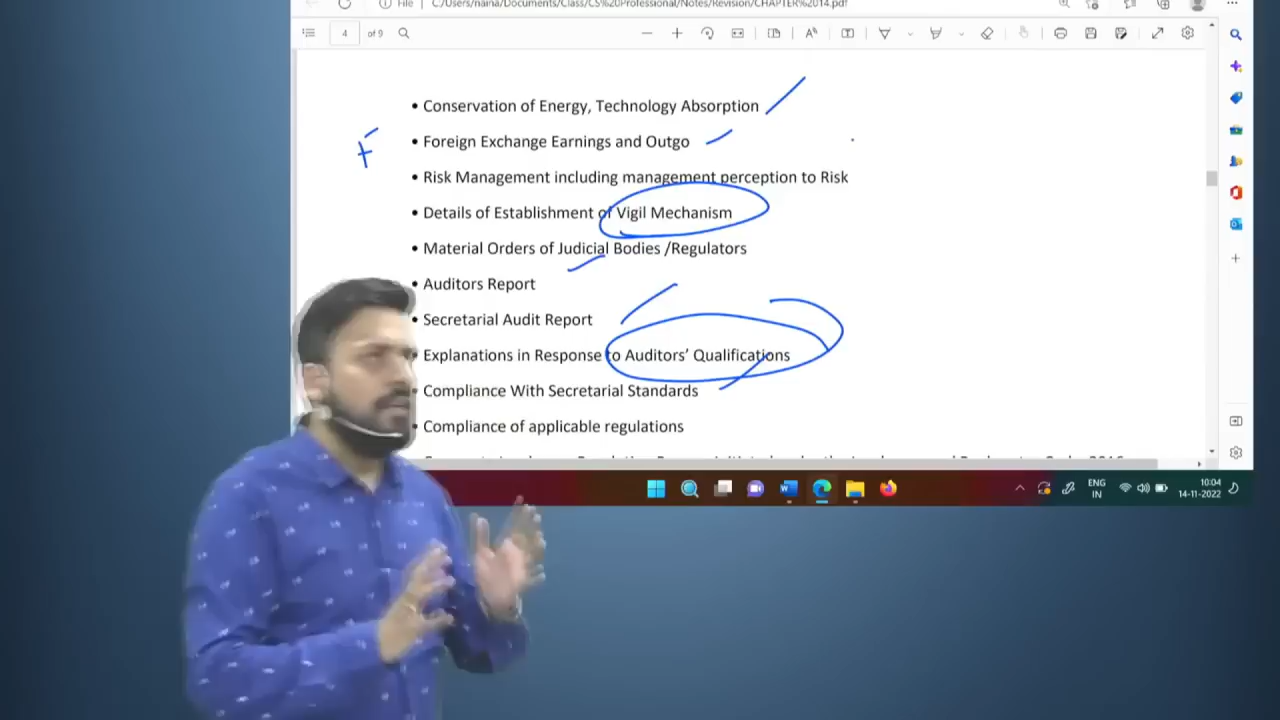 File
C:/Users/naina/Documents/Class/CS%20Professional/Notes/Revision/CHAPTER%2014.pdf
4 of 9
• Conservation of Energy, Technology Absorption
F
• Foreign Exchange Earnings and Outgo
• Risk Management including management perception to Risk
• Details of Establishment of Vigil Mechanism
• Material Orders of Judicial Bodies /Regulators
• Auditors Report
• Secretarial Audit Report
• Explanations in Response to Auditors' Qualifications
• Compliance With Secretarial Standards
• Compliance of applicable regulations
ENG
IN
10:04
14-11-2022